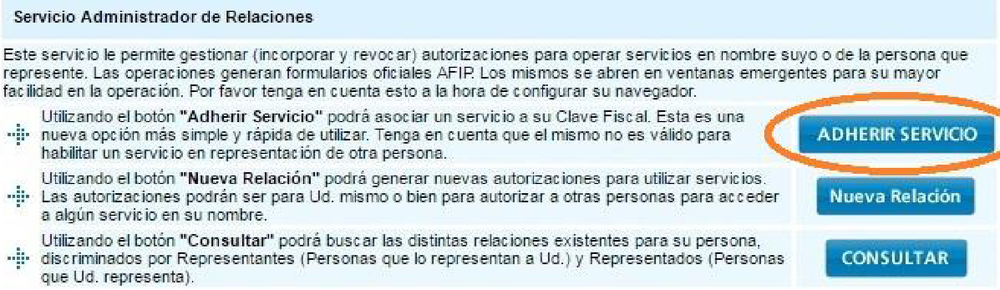 Servicio Administrador de Relaciones
Este servicio le permite gestionar (incorporar y revocar) autorizaciones para operar servicios en nombre suyo o de la persona que
represente. Las operaciones generan formularios oficiales AFIP. Los mismos se abren en ventanas emergentes para su mayor
facilidad en la operación. Por favor tenga en cuenta esto a la hora de configurar su navegador.
Utilizando el botón "Adherir Servicio" podrá asociar un servicio a su Clave Fiscal. Esta es una
nueva opción más simple y rápida de utilizar. Tenga en cuenta que el mismo no es válido para
habilitar un servicio en representación de otra persona.
ADHERIR SERVICIO
Utilizando el botón "Nueva Relación" podrá generar nuevas autorizaciones para utilizar servicios.
Las autorizaciones podrán ser para Ud. mismo o bien para autorizar a otras personas para acceder
a algún servicio en su nombre.
Nueva Relación
Utilizando el botón "Consultar" podrá buscar las distintas relaciones existentes para su persona,
discriminados por Representantes (Personas que lo representan a Ud.) y Representados (Personas
que Ud. representa).
CONSULTAR